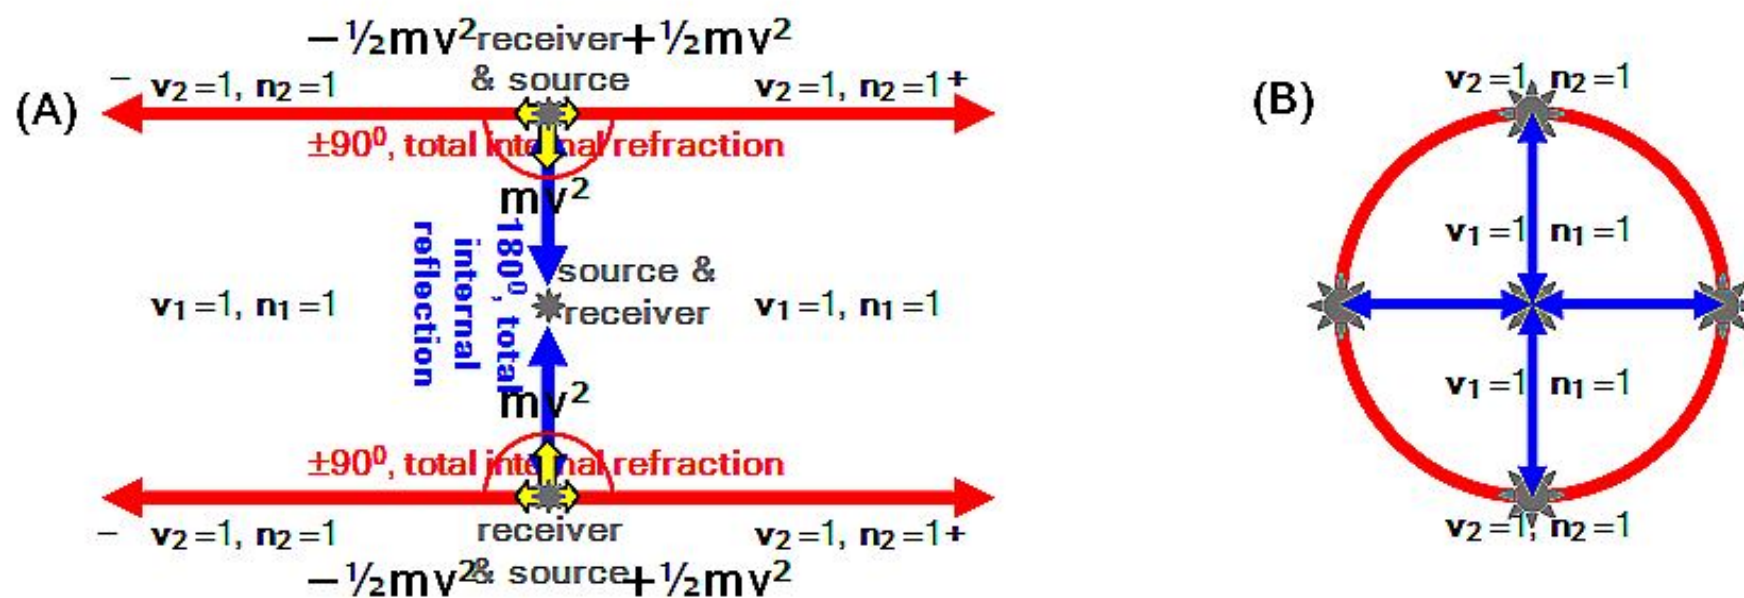 (A)
−½mv² receiver +½mv²
& source
− v₂=1, n₂=1 v₂=1, n₂=1 +
±90⁰, total internal refraction
mv²
180⁰, total
internal
reflection
source &
receiver
v₁=1, n₁=1 v₁=1, n₁=1
mv²
±90⁰, total internal refraction
− v₂=1, n₂=1 receiver v₂=1, n₂=1 +
−½mv² & source +½mv²
(B)
v₂=1, n₂=1
v₁=1 n₁=1
v₁=1 n₁=1
v₂=1, n₂=1